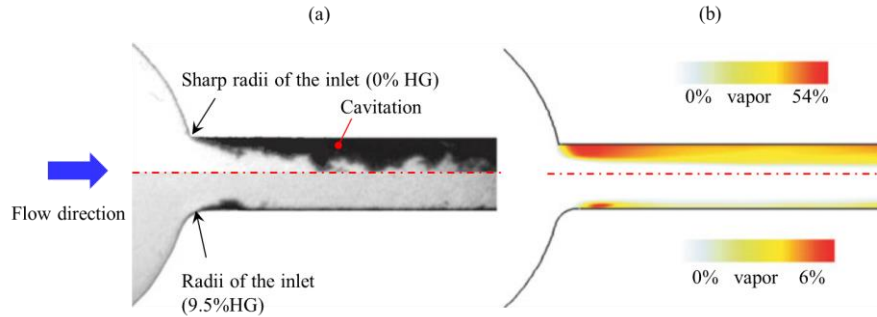 (a)
(b)
Sharp radii of the inlet (0% HG)
Cavitation
0% vapor 54%
Flow direction
Radii of the inlet
(9.5%HG)
0% vapor 6%